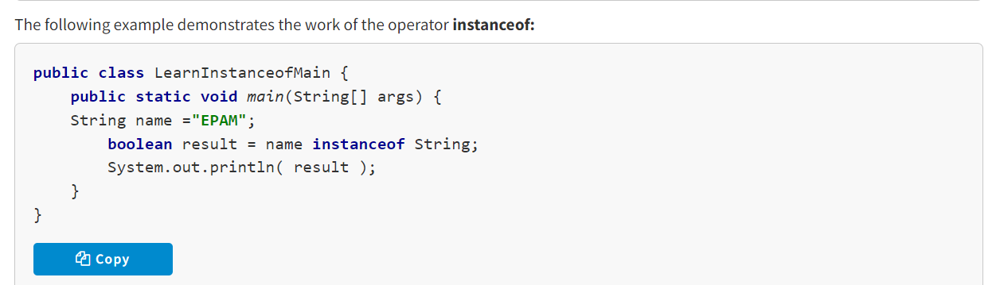 The following example demonstrates the work of the operator instanceof:
public class LearnInstanceofMain {
    public static void main(String[] args) {
    String name ="EPAM";
        boolean result = name instanceof String;
        System.out.println( result );
    }
}
Copy